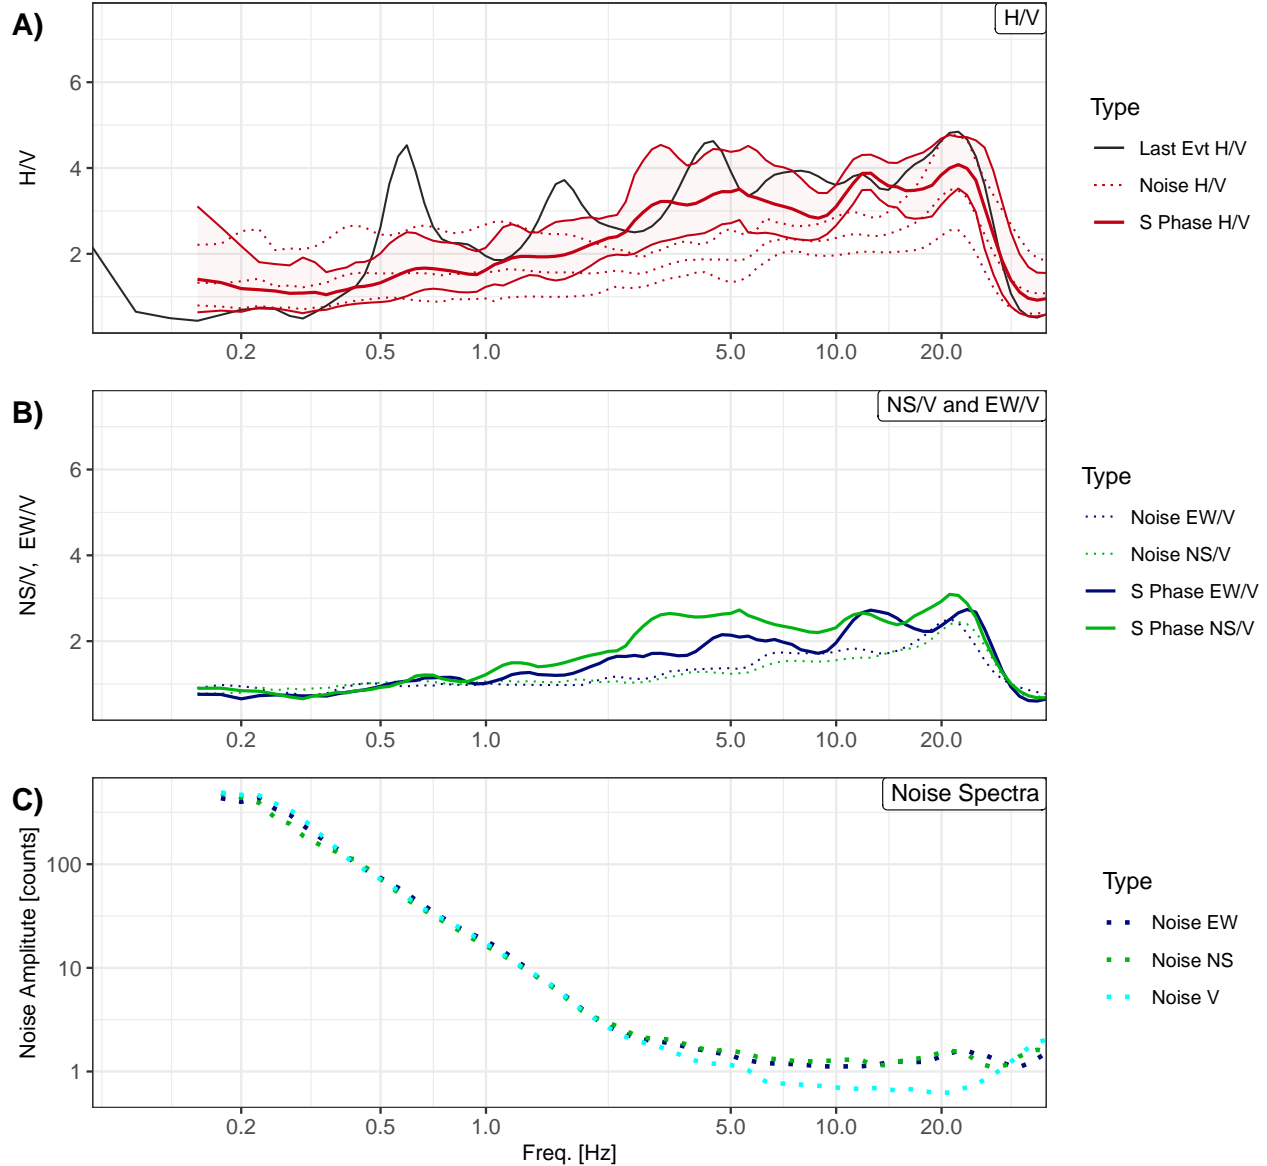 A)
H/V
6
4
2
H/V
0.2 0.5 1.0 5.0 10.0 20.0
Type
Last Evt H/V
Noise H/V
S Phase H/V
B)
NS/V and EW/V
6
4
2
NS/V, EW/V
0.2 0.5 1.0 5.0 10.0 20.0
Type
Noise EW/V
Noise NS/V
S Phase EW/V
S Phase NS/V
C)
Noise Spectra
100
10
1
Noise Amplitute [counts]
0.2 0.5 1.0 5.0 10.0 20.0
Freq. [Hz]
Type
Noise EW
Noise NS
Noise V